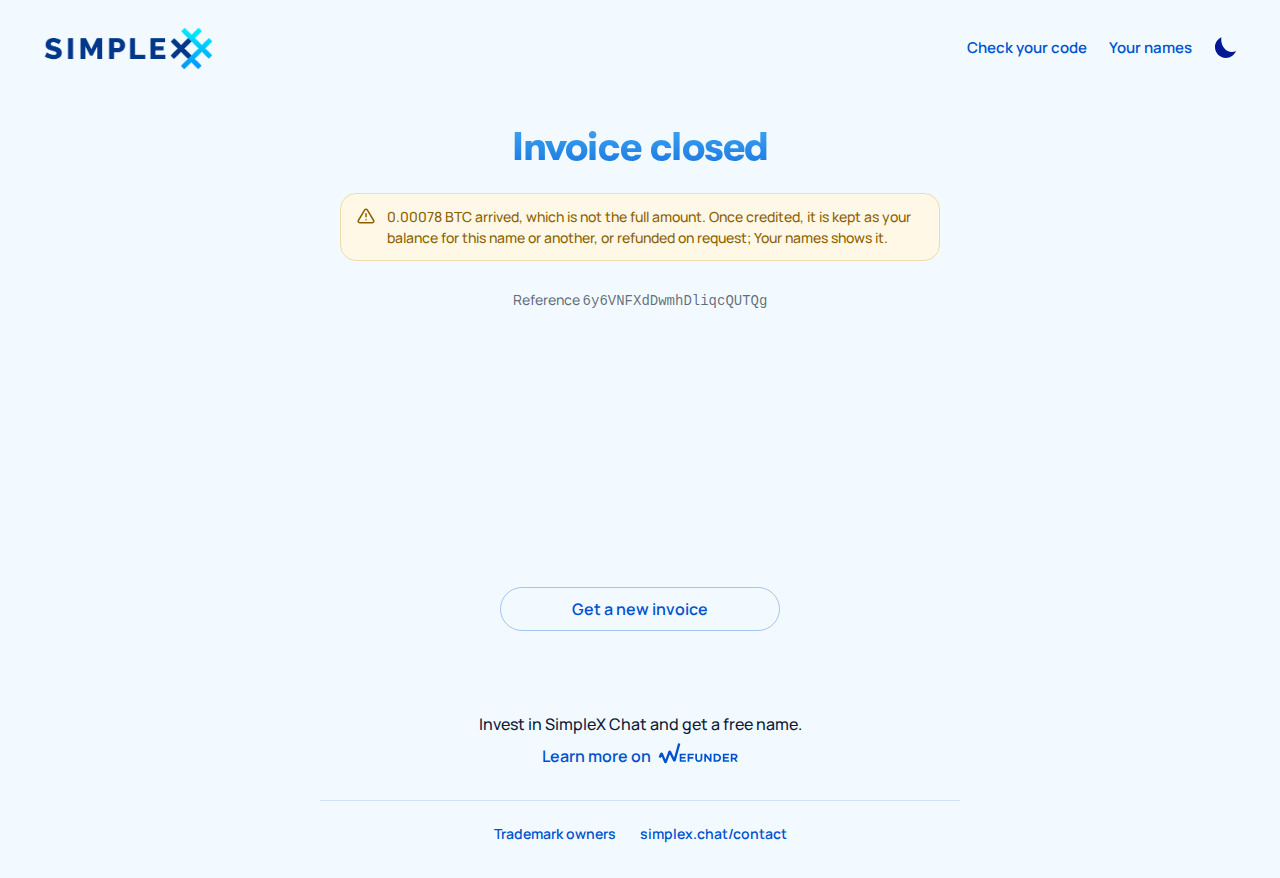 SIMPLEX
Check your code
Your names
Invoice closed
0.00078 BTC arrived, which is not the full amount. Once credited, it is kept as your
balance for this name or another, or refunded on request; Your names shows it.
Reference 6y6VNFXdDwmhDliqcQUTQg
Get a new invoice
Invest in SimpleX Chat and get a free name.
Learn more on WEFUNDER
Trademark owners
simplex.chat/contact